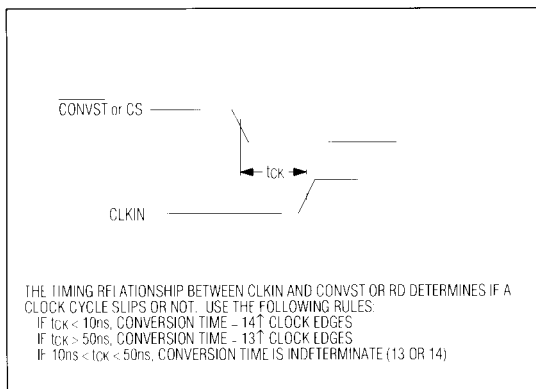 CONVST or CS
tCK
CLKIN
THE TIMING RELATIONSHIP BETWEEN CLKIN AND CONVST OR RD DETERMINES IF A
CLOCK CYCLE SLIPS OR NOT. USE THE FOLLOWING RULES:
IF tCK < 10ns, CONVERSION TIME = 14↑ CLOCK EDGES
IF tCK > 50ns, CONVERSION TIME = 13↑ CLOCK EDGES
IF 10ns < tCK < 50ns, CONVERSION TIME IS INDETERMINATE (13 OR 14)